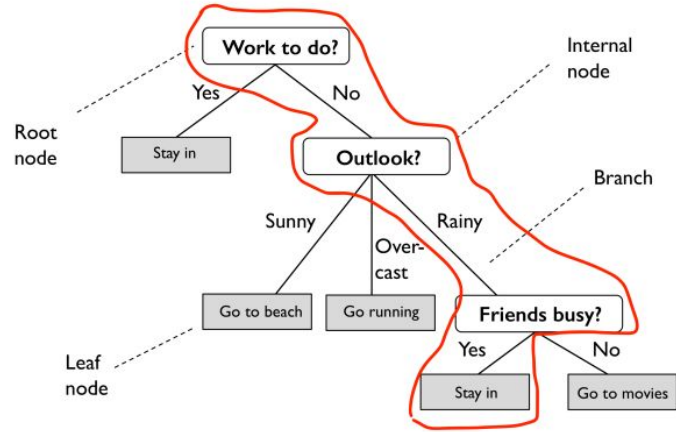 Work to do?
Internal
node
Yes
No
Root
node
Stay in
Outlook?
Branch
Sunny
Rainy
Over-
cast
Go to beach
Go running
Friends busy?
Leaf
node
Yes
No
Stay in
Go to movies